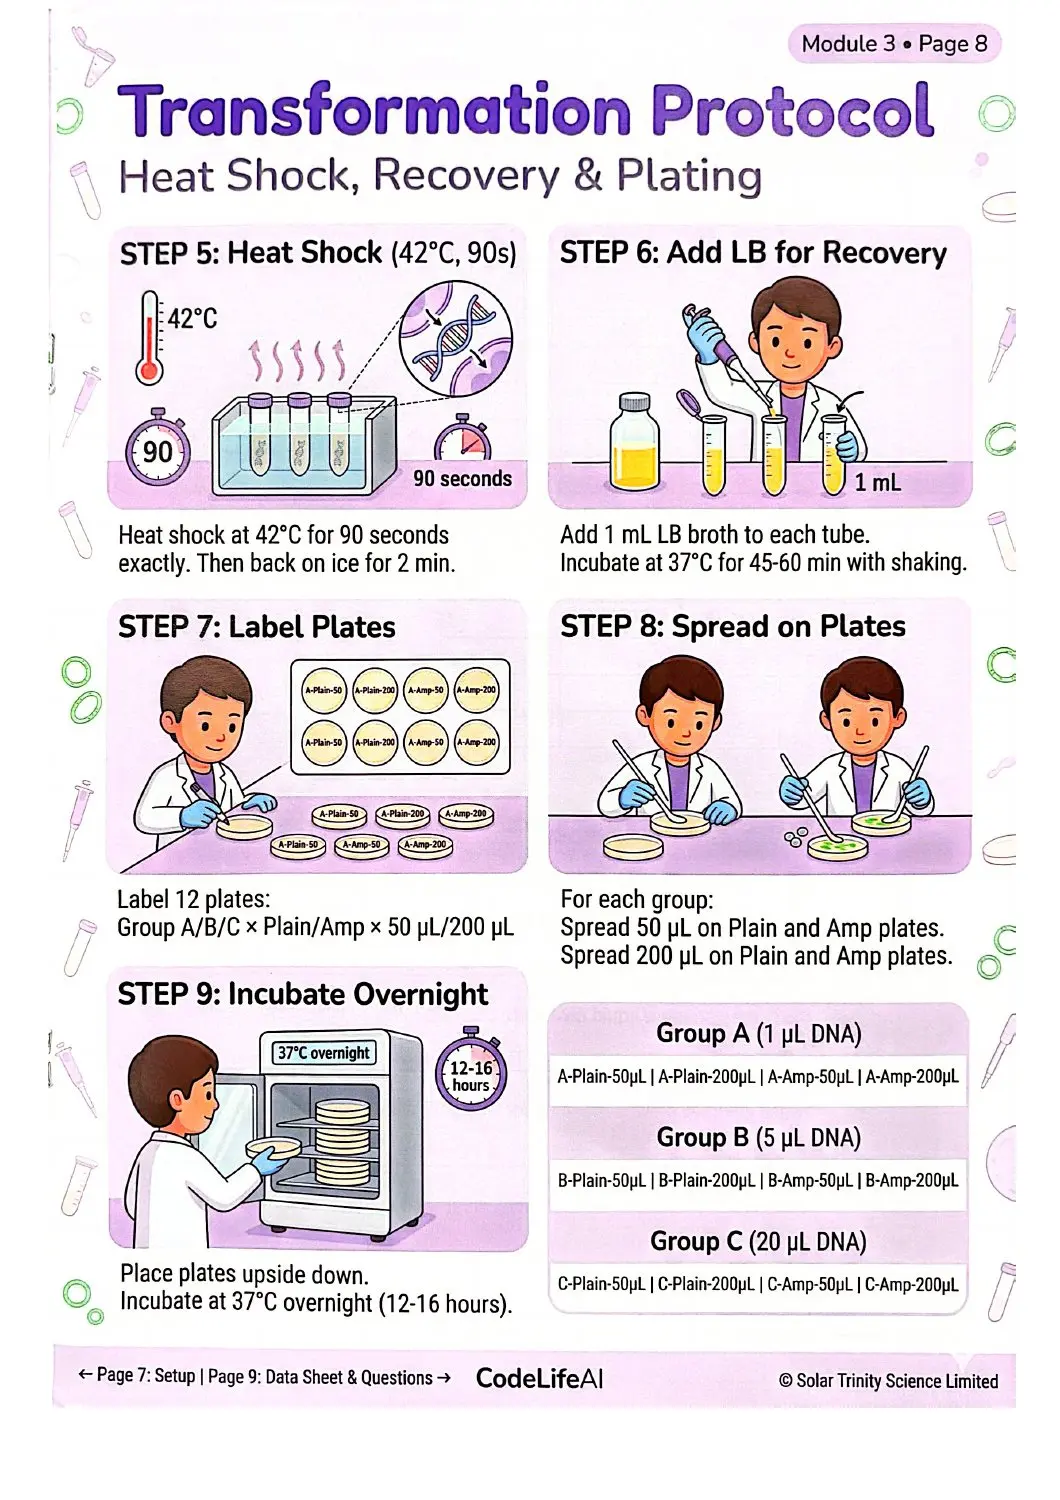 Module 3 • Page 8
Transformation Protocol
Heat Shock, Recovery & Plating
STEP 5: Heat Shock (42°C, 90s)
42°C
90
90 seconds
Heat shock at 42°C for 90 seconds
exactly. Then back on ice for 2 min.
STEP 6: Add LB for Recovery
1 mL
Add 1 mL LB broth to each tube.
Incubate at 37°C for 45-60 min with shaking.
STEP 7: Label Plates
A-Plain-50 A-Plain-200 A-Amp-50 A-Amp-200
A-Plain-50 A-Plain-200 A-Amp-50 A-Amp-200
A-Plain-50 A-Plain-200 A-Amp-200
A-Plain-50 A-Amp-50 A-Amp-200
Label 12 plates:
Group A/B/C × Plain/Amp × 50 µL/200 µL
STEP 8: Spread on Plates
For each group:
Spread 50 µL on Plain and Amp plates.
Spread 200 µL on Plain and Amp plates.
STEP 9: Incubate Overnight
37°C overnight
12-16
hours
Place plates upside down.
Incubate at 37°C overnight (12-16 hours).
Group A (1 µL DNA)
A-Plain-50µL | A-Plain-200µL | A-Amp-50µL | A-Amp-200µL
Group B (5 µL DNA)
B-Plain-50µL | B-Plain-200µL | B-Amp-50µL | B-Amp-200µL
Group C (20 µL DNA)
C-Plain-50µL | C-Plain-200µL | C-Amp-50µL | C-Amp-200µL
← Page 7: Setup | Page 9: Data Sheet & Questions →
CodeLifeAI
© Solar Trinity Science Limited